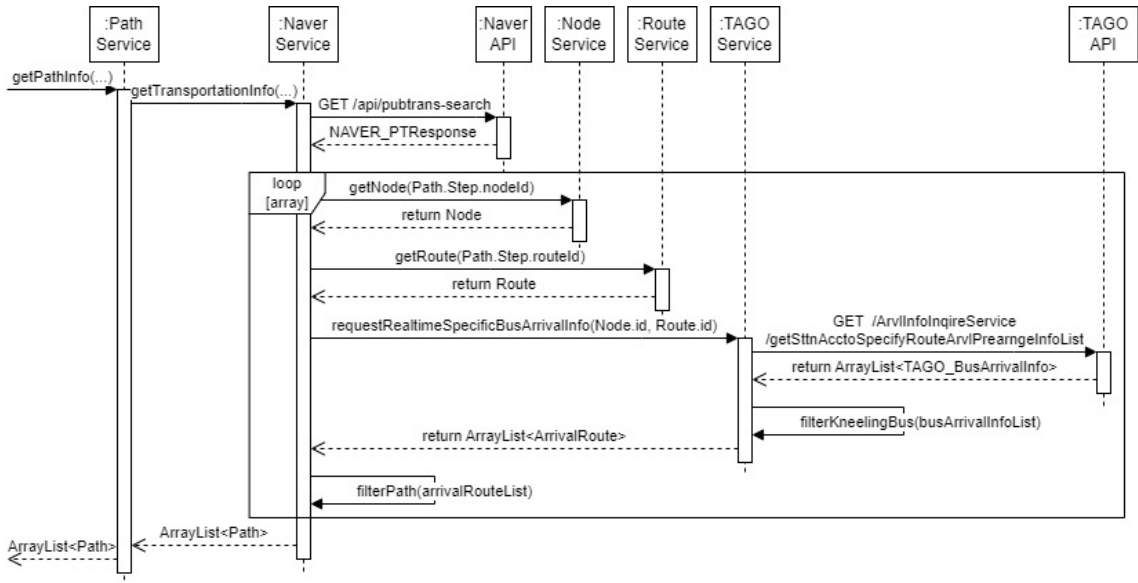 :Path
Service
:Naver
Service
:Naver
API
:Node
Service
:Route
Service
:TAGO
Service
:TAGO
API
getPathInfo(...)
getTransportationInfo(...)
GET /api/pubtrans-search
NAVER_PTResponse
loop
[array]
getNode(Path.Step.nodeId)
return Node
getRoute(Path.Step.routeId)
return Route
requestRealtimeSpecificBusArrivalInfo(Node.id, Route.id)
GET /ArvlInfoInqireService
/getSttnAcctoSpecifyRouteArvlPrearngeInfoList
return ArrayList<TAGO_BusArrivalInfo>
filterKneelingBus(busArrivalInfoList)
return ArrayList<ArrivalRoute>
filterPath(arrivalRouteList)
ArrayList<Path>
ArrayList<Path>